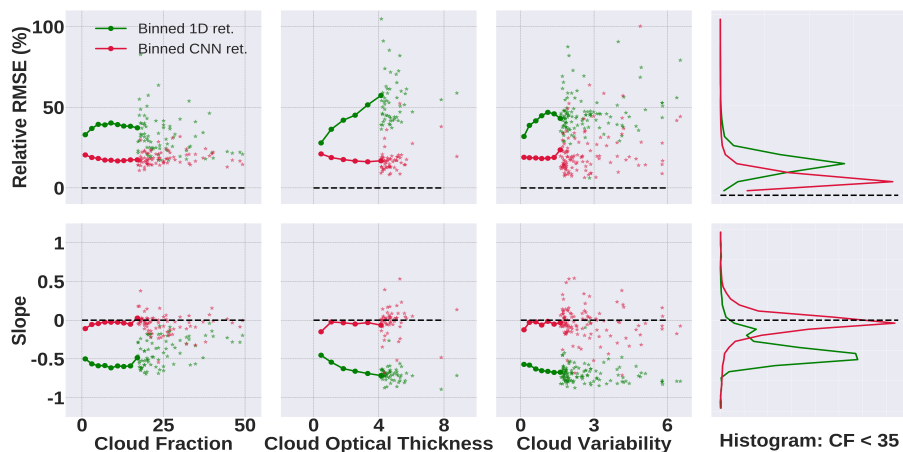 Relative RMSE (%)
100
50
0
Binned 1D ret.
Binned CNN ret.
Slope
1
0.5
0
-0.5
-1
0 25 50
0 4 8
0 3 6
Cloud Fraction
Cloud Optical Thickness
Cloud Variability
Histogram: CF < 35